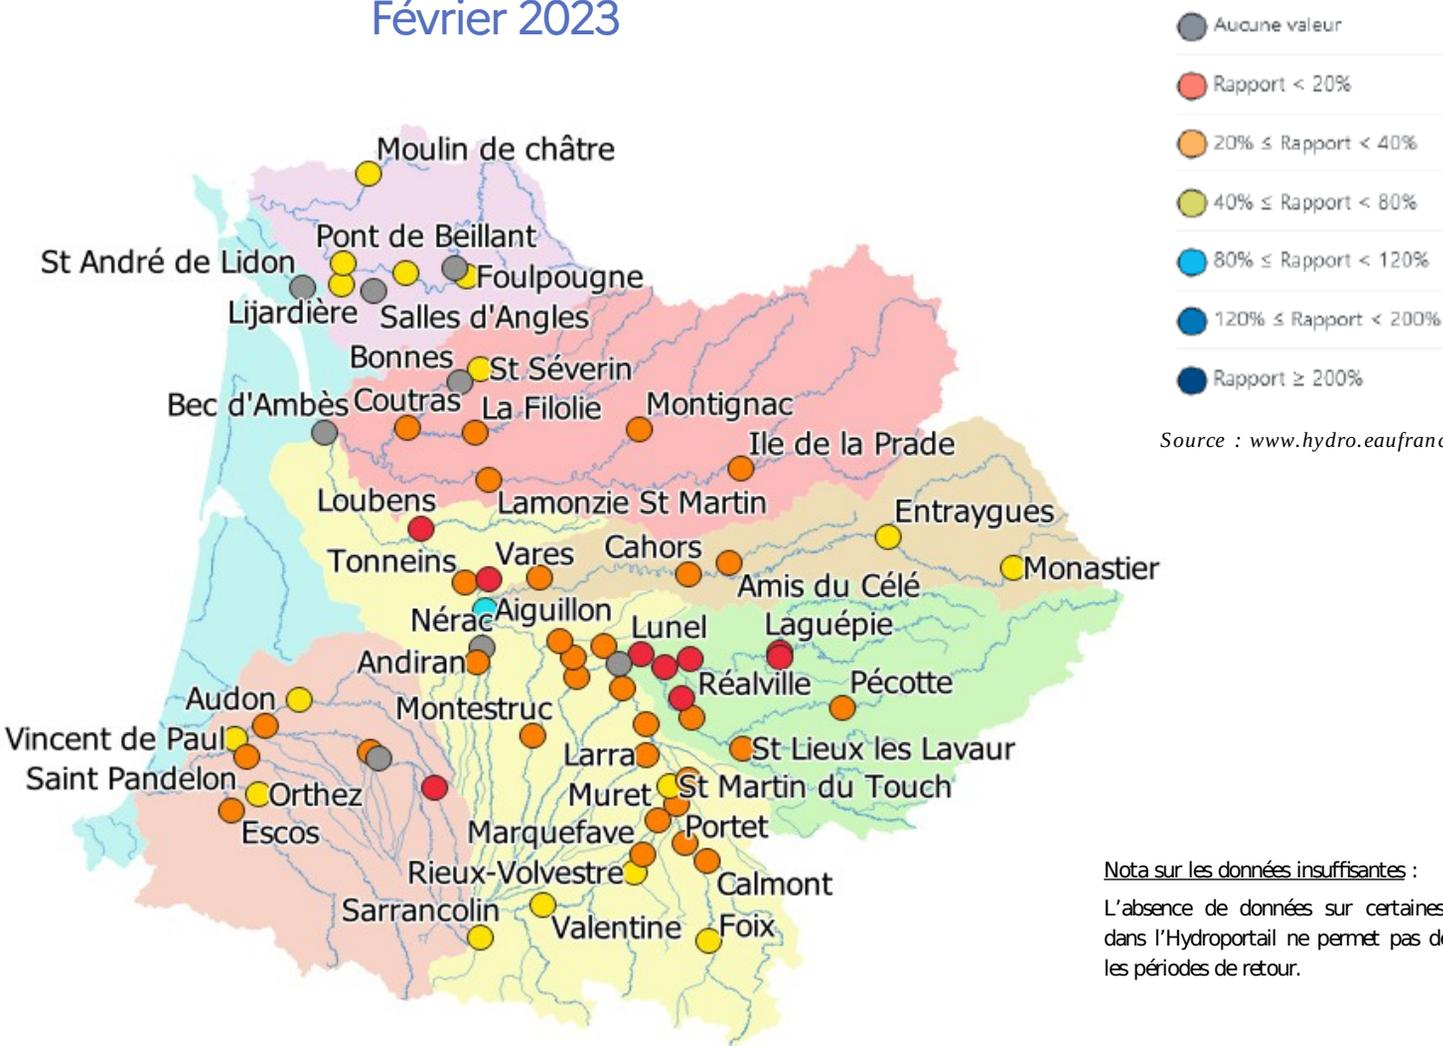 Février 2023
Aucune valeur
Rapport < 20%
20% ≤ Rapport < 40%
40% ≤ Rapport < 80%
80% ≤ Rapport < 120%
120% ≤ Rapport < 200%
Rapport ≥ 200%
Source : www.hydro.eaufranc
Moulin de châtre
Pont de Beillant
St André de Lidon
Foulpougne
Lijardière
Salles d'Angles
Bonnes
St Séverin
Bec d'Ambès
Coutras
La Filolie
Montignac
Ile de la Prade
Loubens
Lamonzie St Martin
Entraygues
Tonneins
Vares
Cahors
Monastier
Amis du Célé
Nérac
Aiguillon
Lunel
Laguépie
Andiran
Réalville
Pécotte
Audon
Montestruc
Vincent de Paul
Larra
St Lieux les Lavaur
Saint Pandelon
Orthez
Muret
St Martin du Touch
Escos
Marquefave
Portet
Rieux-Volvestre
Calmont
Sarrancolin
Valentine
Foix
Nota sur les données insuffisantes :
L'absence de données sur certaines
dans l'Hydroportail ne permet pas de
les périodes de retour.